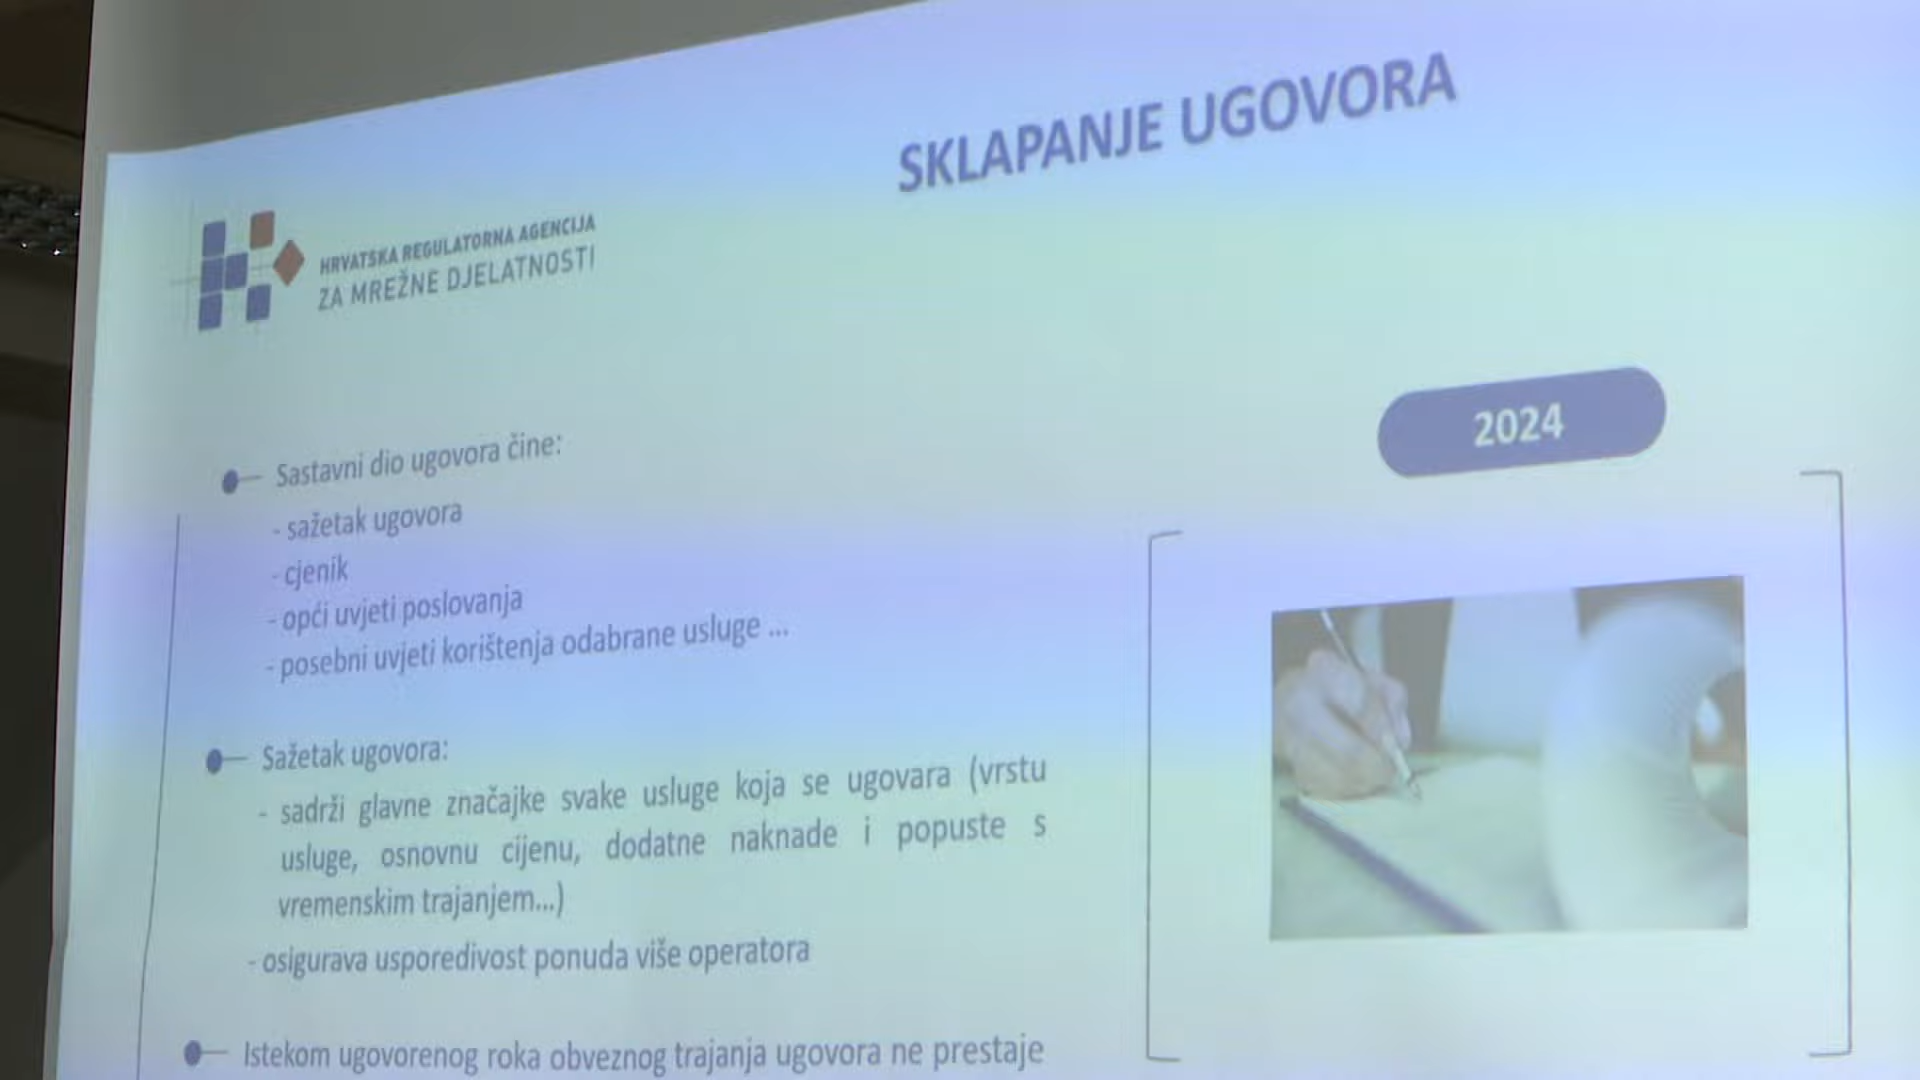 SKLAPANJE UGOVORA
HRVATSKA REGULATORNA AGENCIJA
ZA MREŽNE DJELATNOSTI
2024
Sastavni dio ugovora čine:
- sažetak ugovora
- cjenik
- opći uvjeti poslovanja
- posebni uvjeti korištenja odabrane usluge ...
Sažetak ugovora:
- sadrži glavne značajke svake usluge koja se ugovara (vrstu
usluge, osnovnu cijenu, dodatne naknade i popuste s
vremenskim trajanjem...)
- osigurava usporedivost ponuda više operatora
Istekom ugovorenog roka obveznog trajanja ugovora ne prestaje